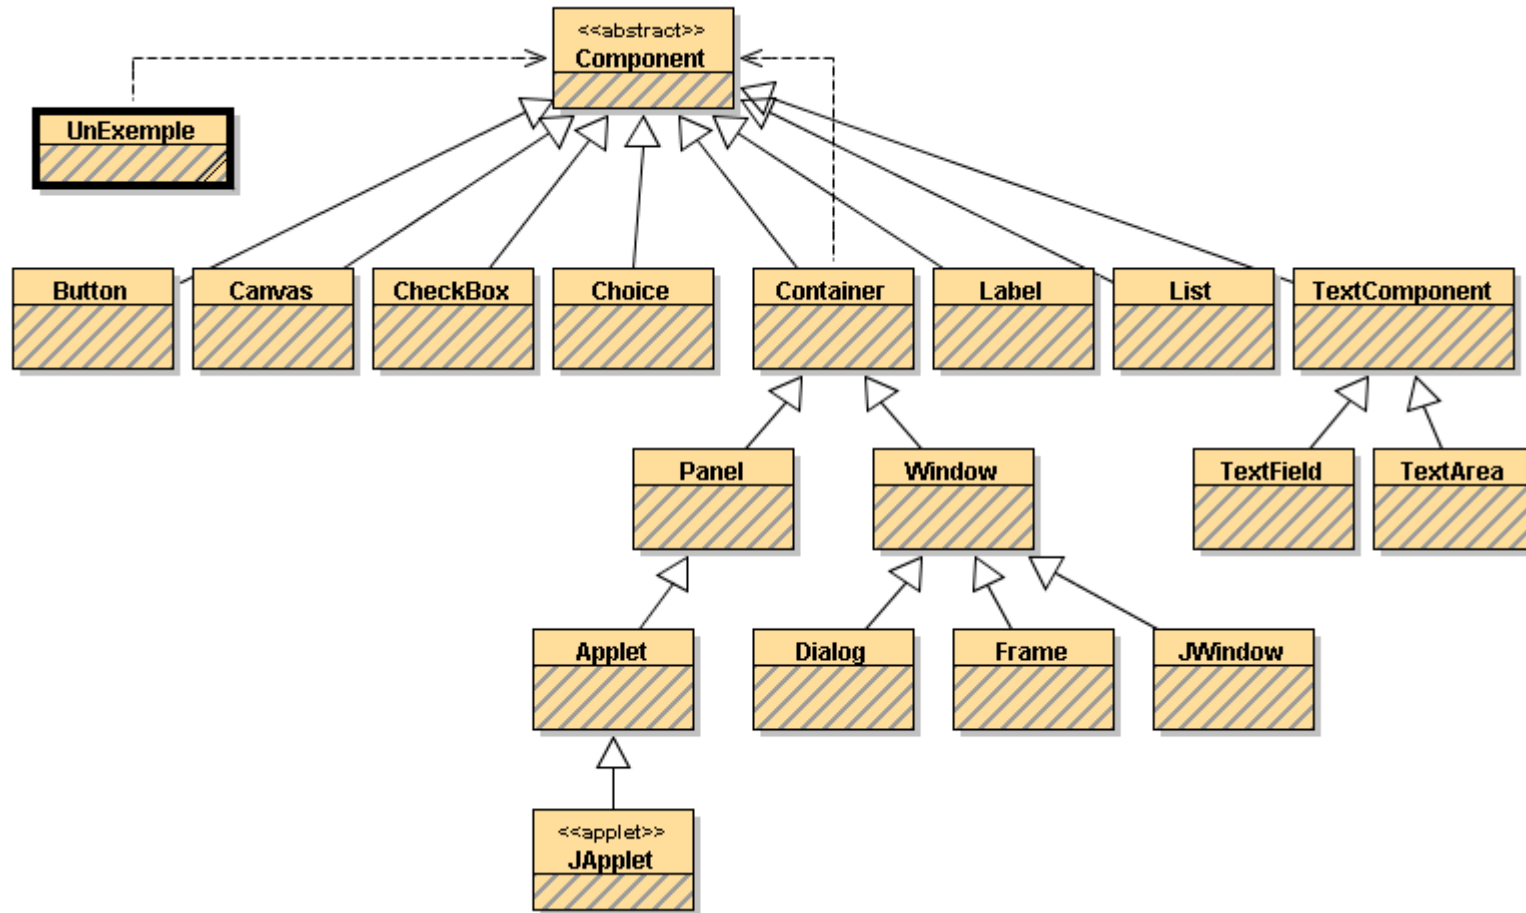 <<abstract>>
Component
UnExemple
Button
Canvas
CheckBox
Choice
Container
Label
List
TextComponent
Panel
Window
TextField
TextArea
Applet
Dialog
Frame
JWindow
<<applet>>
JApplet